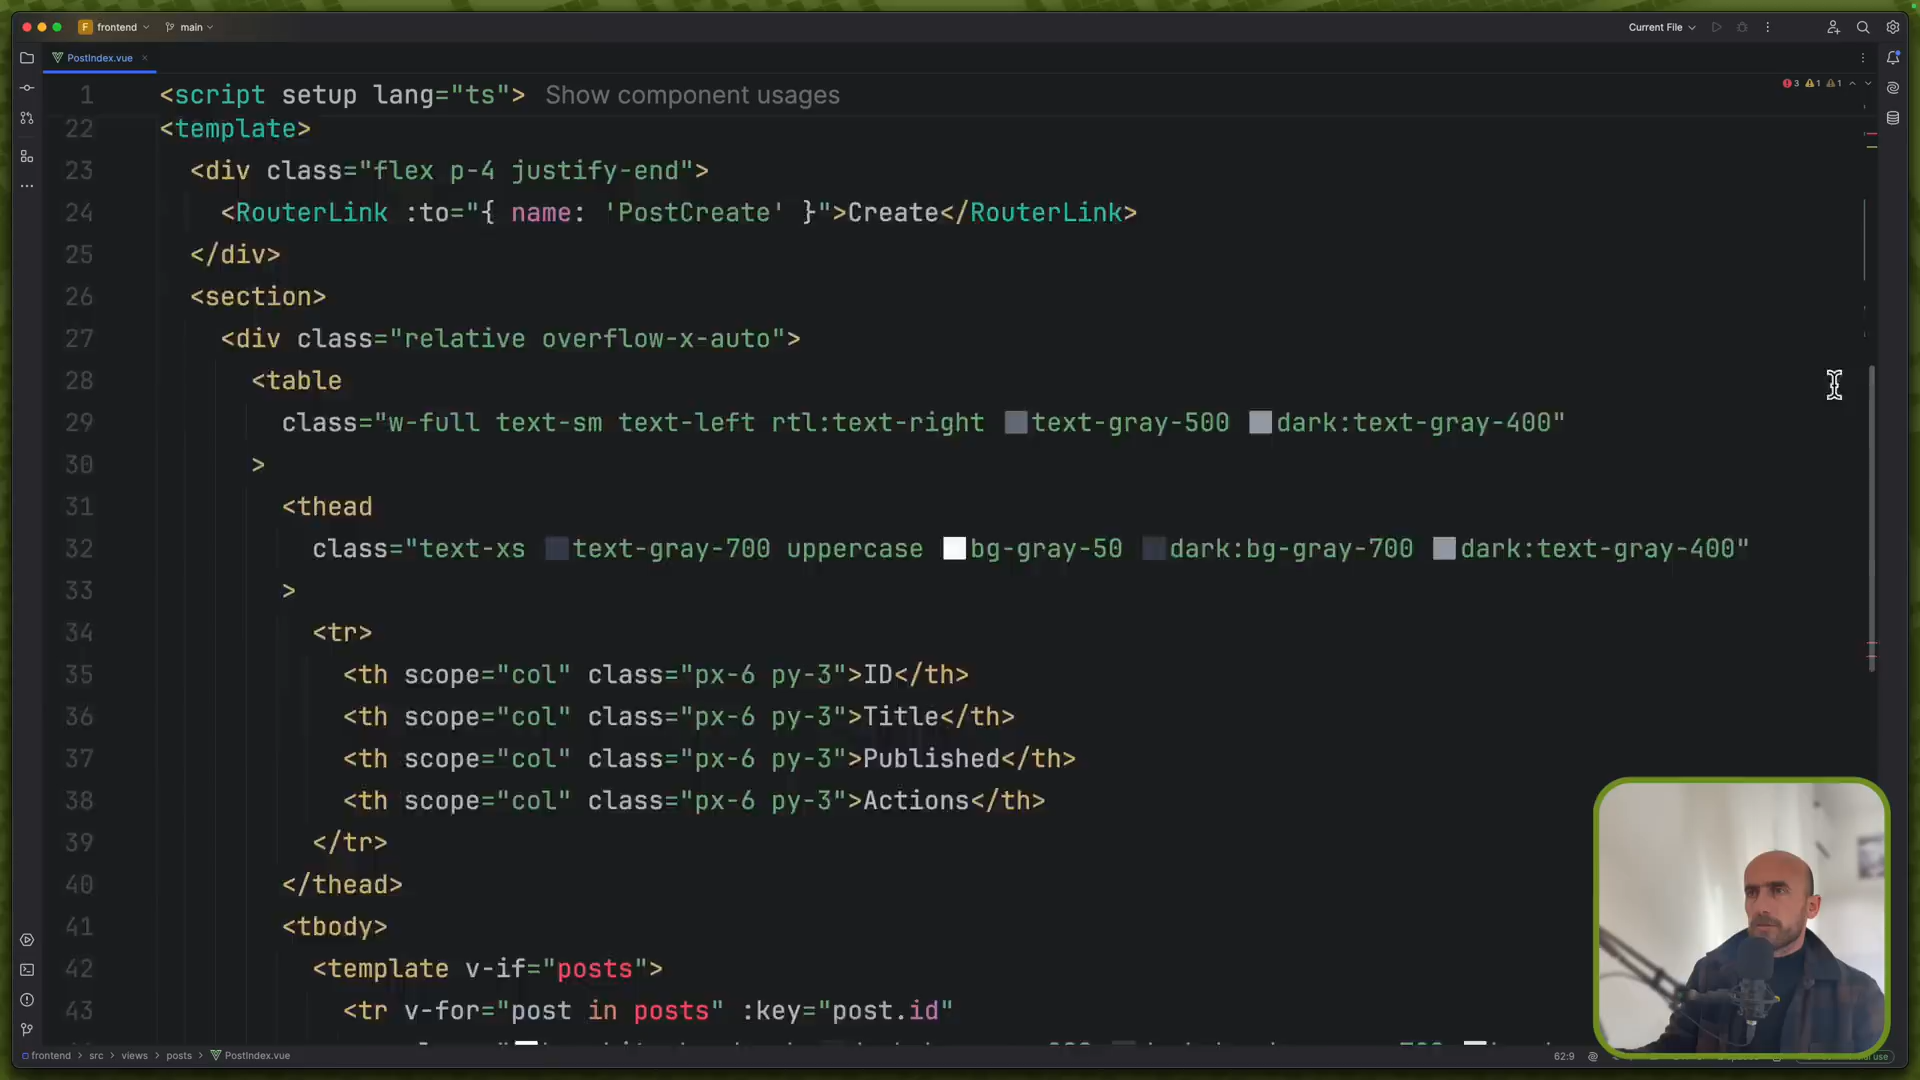 F frontend main
Current File
PostIndex.vue
3 1 1
1 <script setup lang="ts"> Show component usages
22 <template>
23 <div class="flex p-4 justify-end">
24 <RouterLink :to="{ name: 'PostCreate' }">Create</RouterLink>
25 </div>
26 <section>
27 <div class="relative overflow-x-auto">
28 <table
29 class="w-full text-sm text-left rtl:text-right text-gray-500 dark:text-gray-400"
30 >
31 <thead
32 class="text-xs text-gray-700 uppercase bg-gray-50 dark:bg-gray-700 dark:text-gray-400"
33 >
34 <tr>
35 <th scope="col" class="px-6 py-3">ID</th>
36 <th scope="col" class="px-6 py-3">Title</th>
37 <th scope="col" class="px-6 py-3">Published</th>
38 <th scope="col" class="px-6 py-3">Actions</th>
39 </tr>
40 </thead>
41 <tbody>
42 <template v-if="posts">
43 <tr v-for="post in posts" :key="post.id"
frontend > src > views > posts > PostIndex.vue
62:9